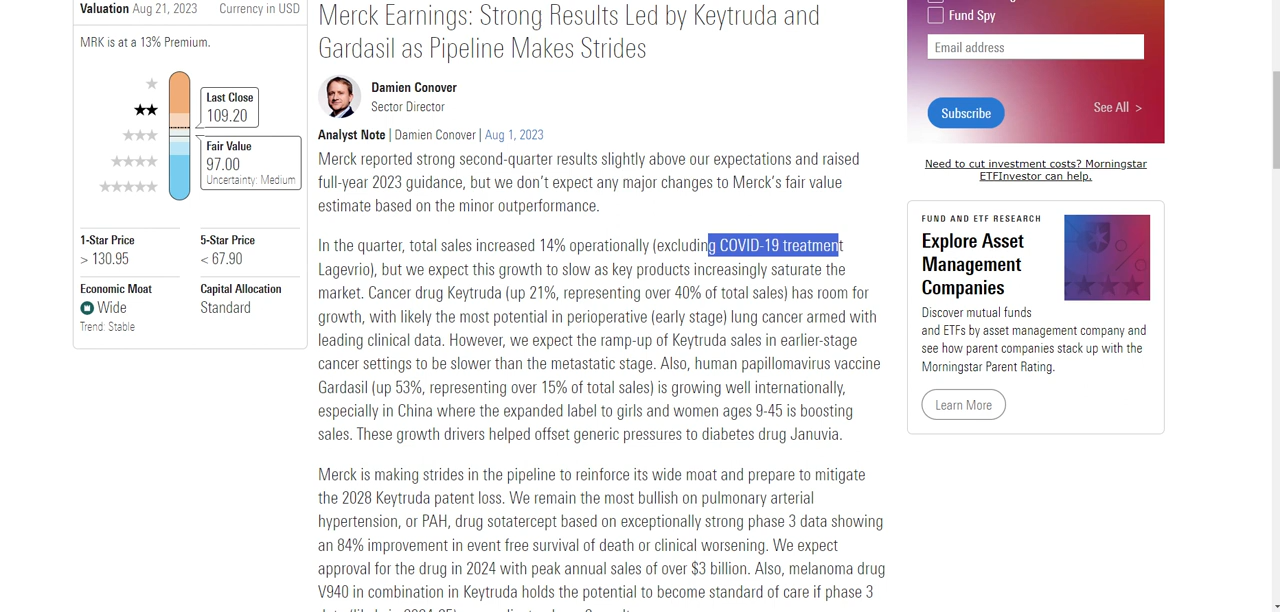 Valuation Aug 21, 2023 Currency in USD
MRK is at a 13% Premium.
Last Close
109.20
Fair Value
97.00
Uncertainty: Medium
1-Star Price 5-Star Price
> 130.95 < 67.90
Economic Moat Capital Allocation
Wide Standard
Trend: Stable
Merck Earnings: Strong Results Led by Keytruda and
Gardasil as Pipeline Makes Strides
Damien Conover
Sector Director
Analyst Note | Damien Conover | Aug 1, 2023
Merck reported strong second-quarter results slightly above our expectations and raised
full-year 2023 guidance, but we don’t expect any major changes to Merck’s fair value
estimate based on the minor outperformance.
In the quarter, total sales increased 14% operationally (excluding COVID-19 treatment
Lagevrio), but we expect this growth to slow as key products increasingly saturate the
market. Cancer drug Keytruda (up 21%, representing over 40% of total sales) has room for
growth, with likely the most potential in perioperative (early stage) lung cancer armed with
leading clinical data. However, we expect the ramp-up of Keytruda sales in earlier-stage
cancer settings to be slower than the metastatic stage. Also, human papillomavirus vaccine
Gardasil (up 53%, representing over 15% of total sales) is growing well internationally,
especially in China where the expanded label to girls and women ages 9-45 is boosting
sales. These growth drivers helped offset generic pressures to diabetes drug Januvia.
Merck is making strides in the pipeline to reinforce its wide moat and prepare to mitigate
the 2028 Keytruda patent loss. We remain the most bullish on pulmonary arterial
hypertension, or PAH, drug sotatercept based on exceptionally strong phase 3 data showing
an 84% improvement in event free survival of death or clinical worsening. We expect
approval for the drug in 2024 with peak annual sales of over $3 billion. Also, melanoma drug
V940 in combination in Keytruda holds the potential to become standard of care if phase 3
Fund Spy
Email address
Subscribe See All >
Need to cut investment costs? Morningstar
ETFInvestor can help.
FUND AND ETF RESEARCH
Explore Asset
Management
Companies
Discover mutual funds
and ETFs by asset management company and
see how parent companies stack up with the
Morningstar Parent Rating.
Learn More